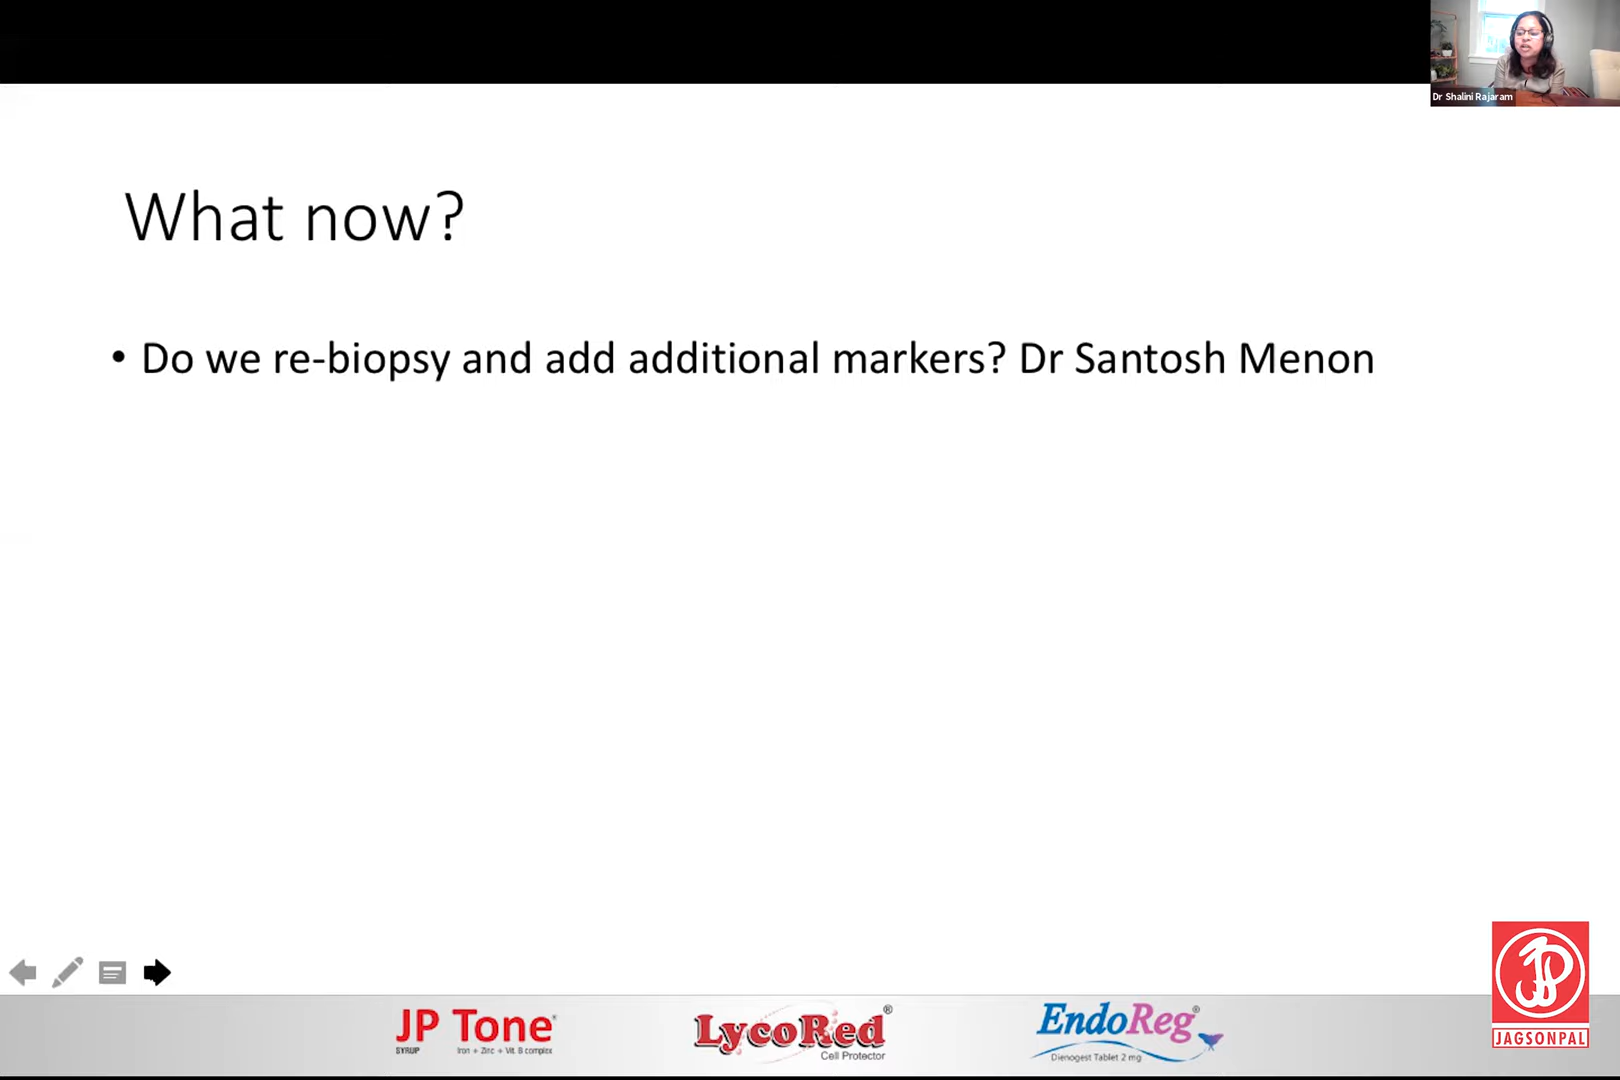 Dr Shalini Rajaram
What now?
• Do we re-biopsy and add additional markers? Dr Santosh Menon
JP Tone
SYRUP Iron + Zinc + Vit. B complex
LycoRed®
Cell Protector
EndoReg®
Dienogest Tablet 2 mg
JP
JAGSONPAL